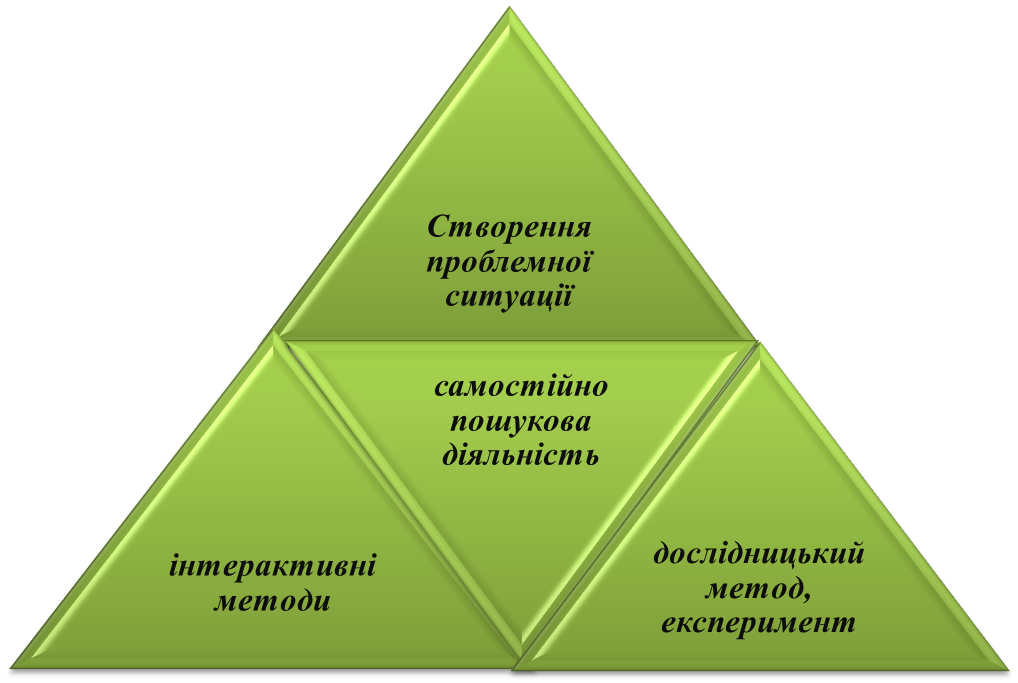 Створення
проблемної
ситуації
самостійно
пошукова
діяльність
інтерактивні
методи
дослідницький
метод,
експеримент